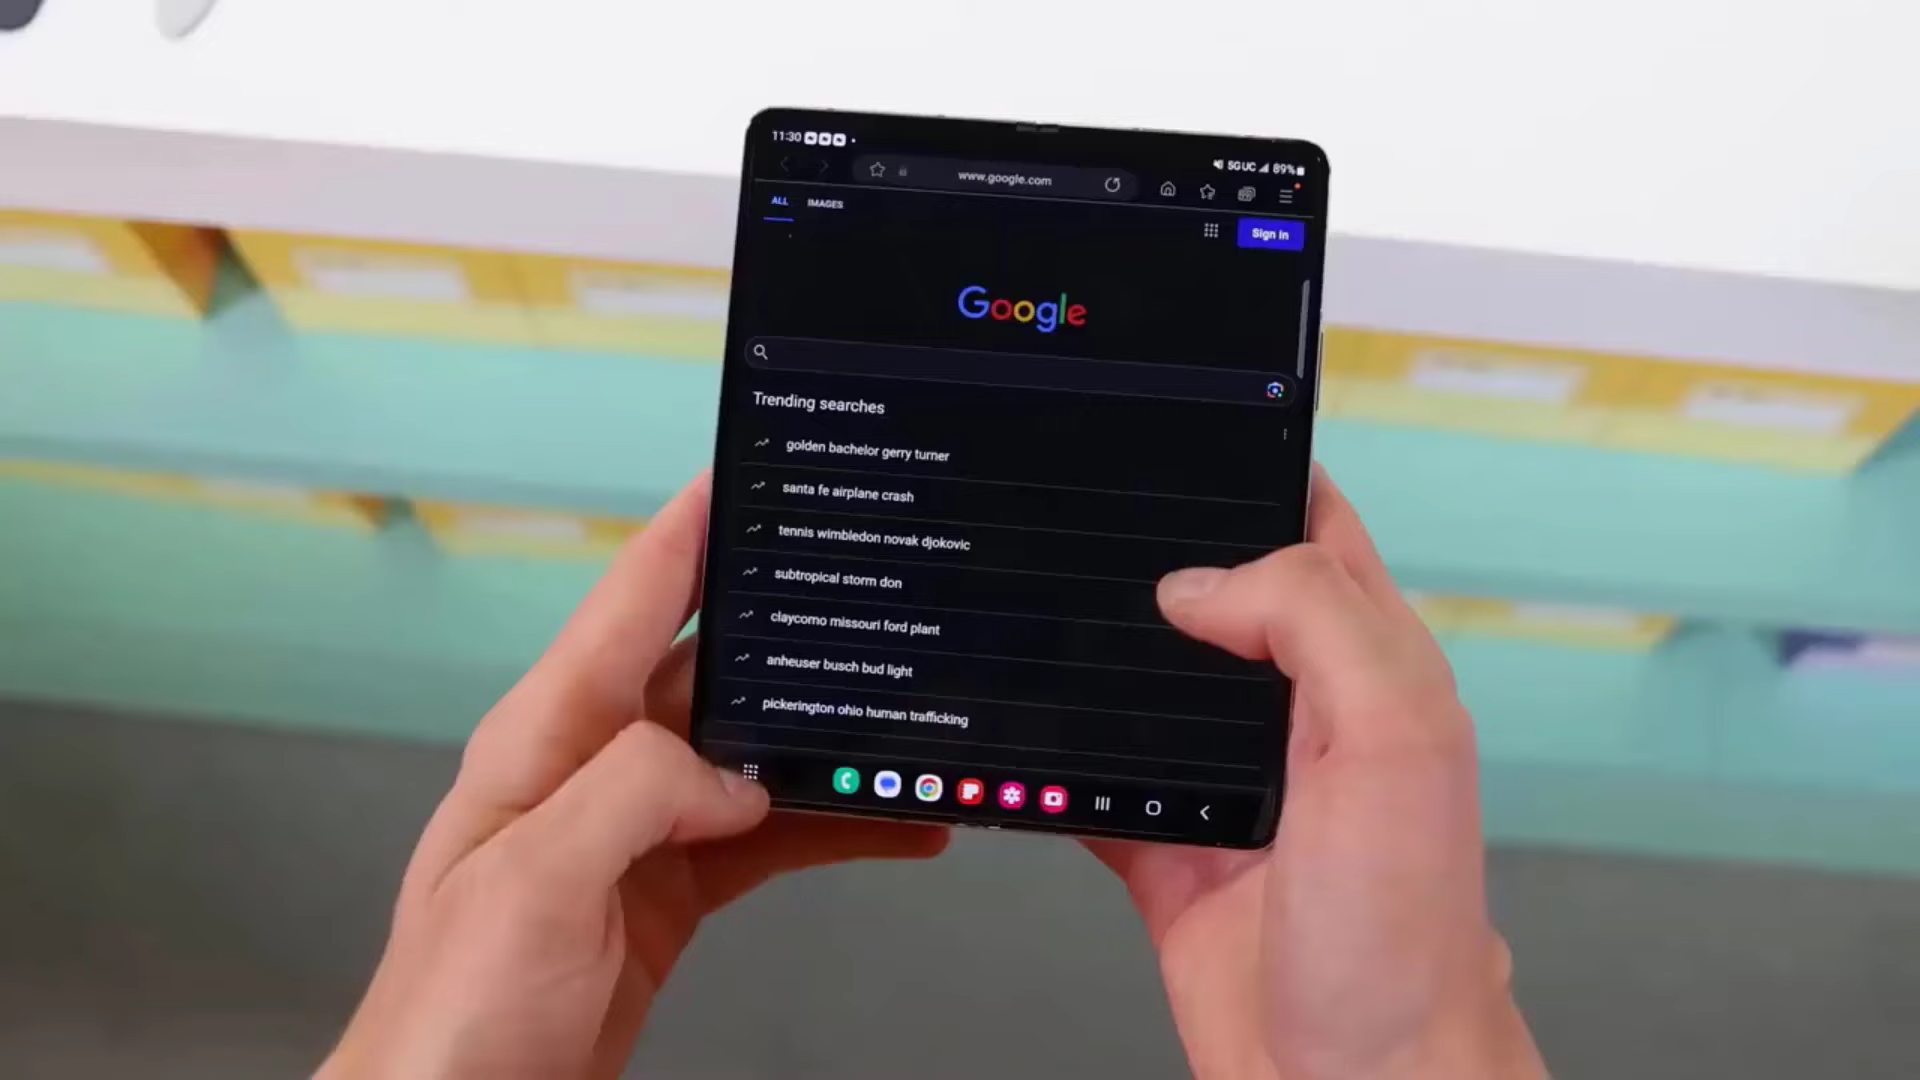 11:30
5G UC 89%
www.google.com
ALL IMAGES
Sign in
Google
Trending searches
golden bachelor gerry turner
santa fe airplane crash
tennis wimbledon novak djokovic
subtropical storm don
claycomo missouri ford plant
anheuser busch bud light
pickerington ohio human trafficking